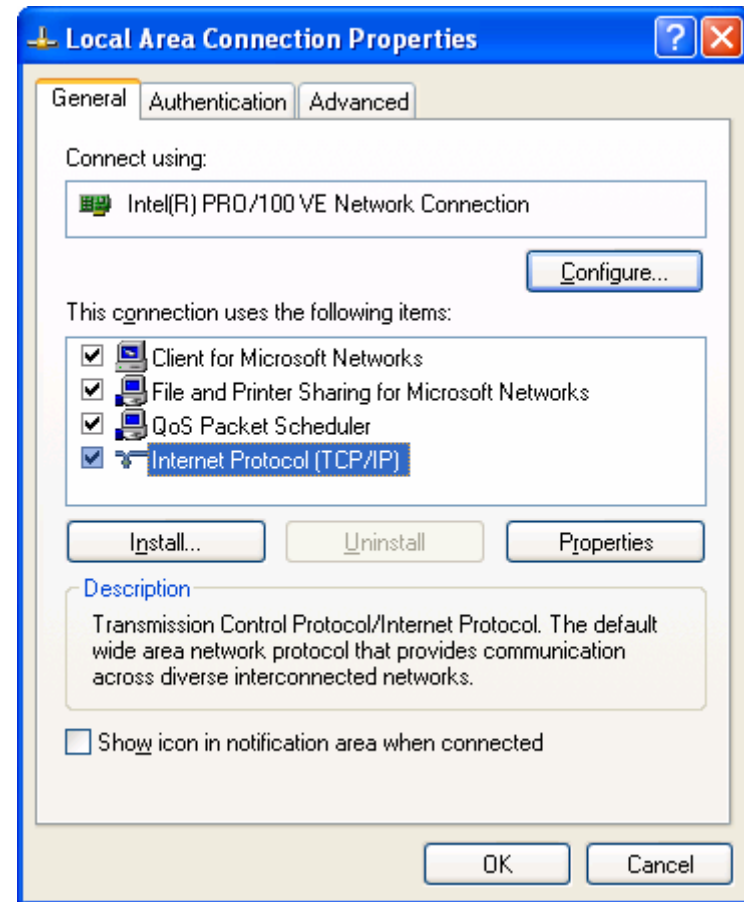 Local Area Connection Properties
General Authentication Advanced
Connect using:
Intel(R) PRO/100 VE Network Connection
Configure...
This connection uses the following items:
Client for Microsoft Networks
File and Printer Sharing for Microsoft Networks
QoS Packet Scheduler
Internet Protocol (TCP/IP)
Install... Uninstall Properties
Description
Transmission Control Protocol/Internet Protocol. The default
wide area network protocol that provides communication
across diverse interconnected networks.
Show icon in notification area when connected
OK Cancel